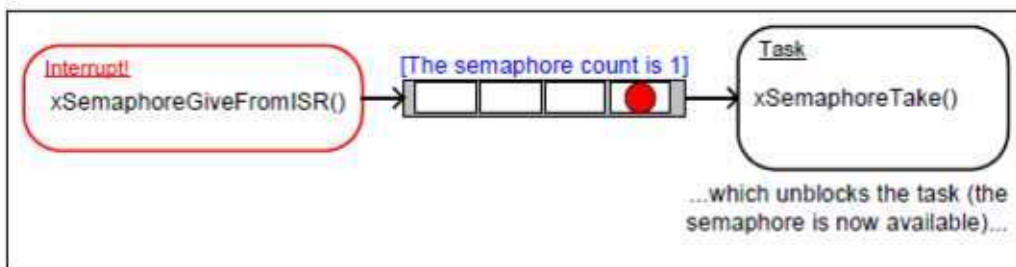 Interrupt!
xSemaphoreGiveFromISR()
[The semaphore count is 1]
Task
xSemaphoreTake()
...which unblocks the task (the
semaphore is now available)...